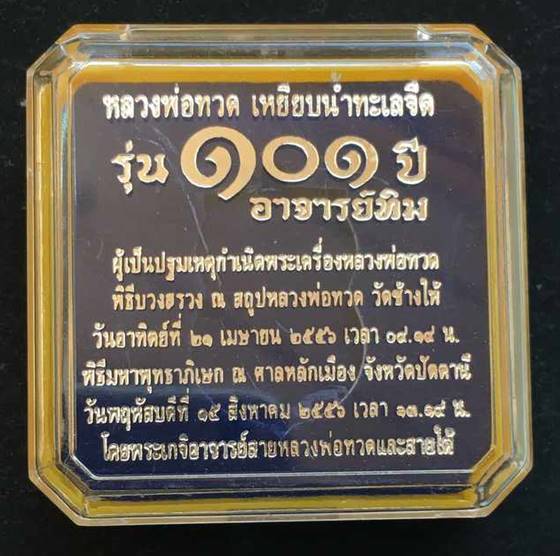 หลวงพ่อทวด เหยียบน้ำทะเลจืด
รุ่น ๑๐๑ ปี
อาจารย์ทิม
ผู้เป็นปฐมเหตุกำเนิดพระเครื่องหลวงพ่อทวด
พิธีบวงสรวง ณ สถูปหลวงพ่อทวด วัดช้างให้
วันอาทิตย์ที่ ๒๑ เมษายน ๒๕๕๖ เวลา ๐๙.๑๙ น.
พิธีมหาพุทธาภิเษก ณ ศาลหลักเมือง จังหวัดปัตตานี
วันพฤหัสบดีที่ ๑๕ สิงหาคม ๒๕๕๖ เวลา ๑๓.๑๙ น.
โดยพระเกจิอาจารย์สายหลวงพ่อทวดและสายใต้